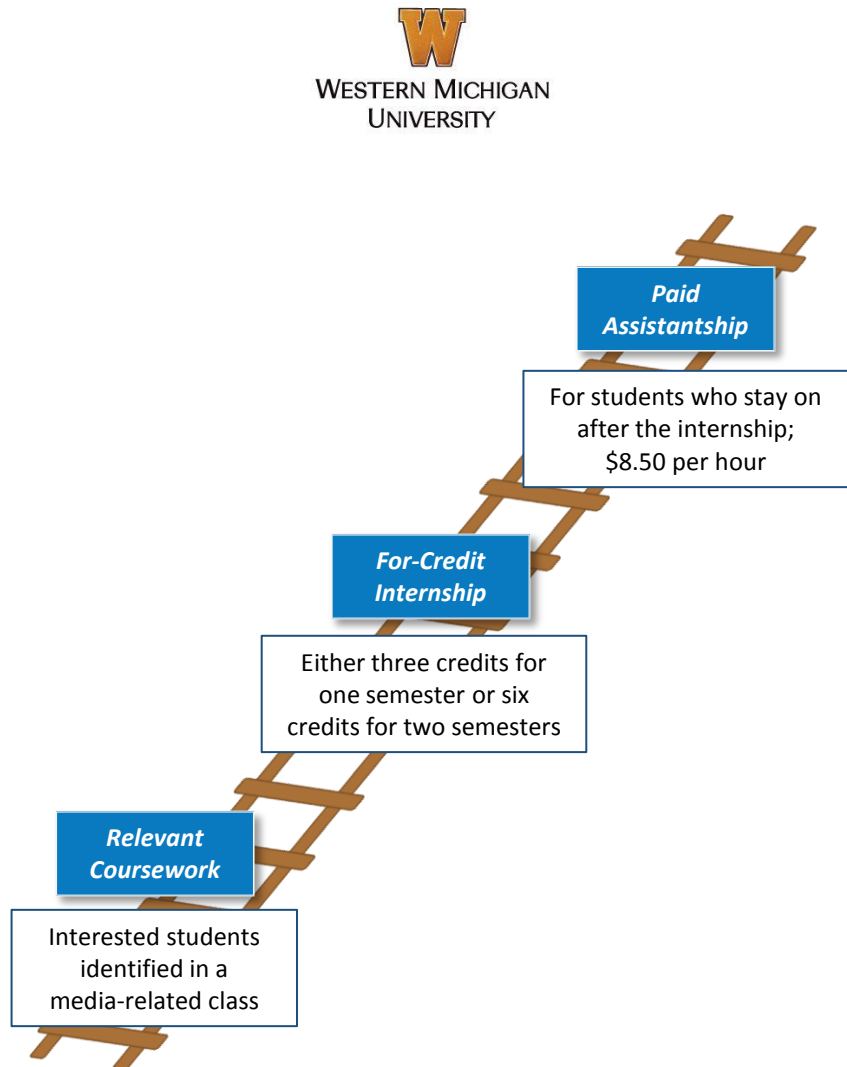 W
WESTERN MICHIGAN
UNIVERSITY
Paid
Assistantship
For students who stay on
after the internship;
$8.50 per hour
For-Credit
Internship
Either three credits for
one semester or six
credits for two semesters
Relevant
Coursework
Interested students
identified in a
media-related class